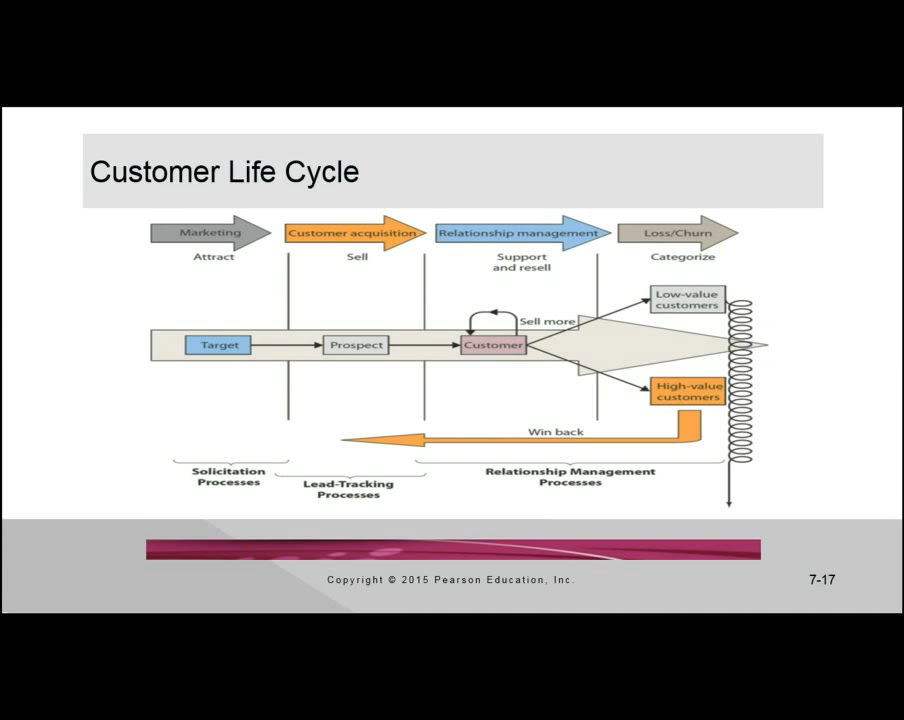 Customer Life Cycle
Marketing
Customer acquisition
Relationship management
Loss/Churn
Attract
Sell
Support
and resell
Categorize
Low-value
customers
Sell more
Target
Prospect
Customer
High-value
customers
Win back
Solicitation
Processes
Lead-Tracking
Processes
Relationship Management
Processes
Copyright © 2015 Pearson Education, Inc.
7-17